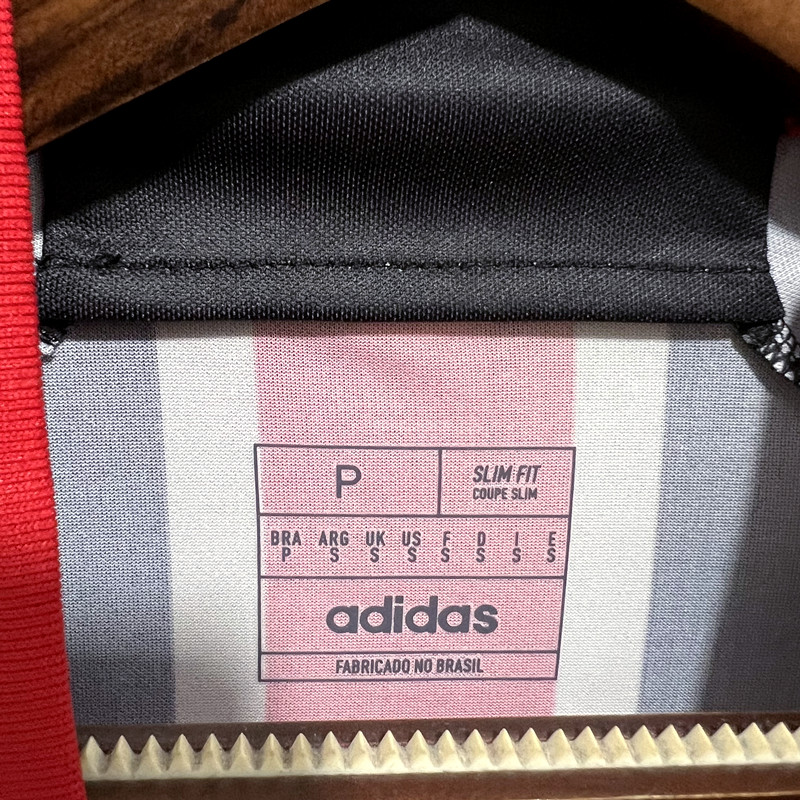 P
SLIM FIT
COUPE SLIM
BRA ARG UK US F D I E
P S S S S S S S
adidas
FABRICADO NO BRASIL